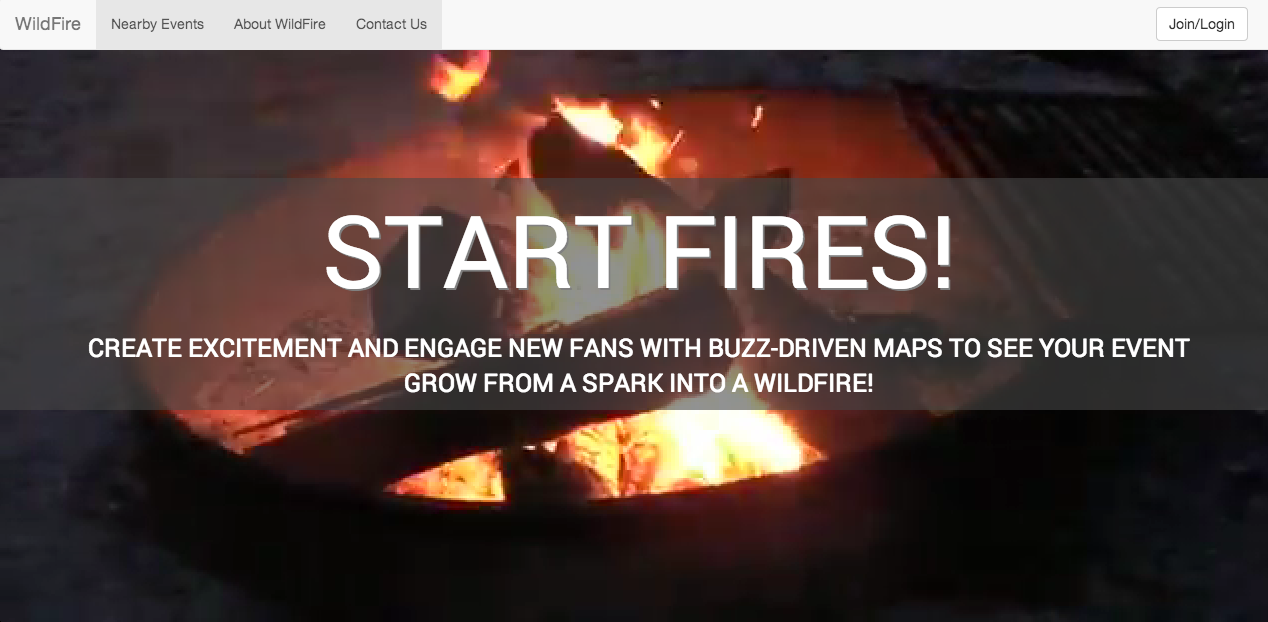 WildFire Nearby Events About WildFire Contact Us Join/Login
START FIRES!
CREATE EXCITEMENT AND ENGAGE NEW FANS WITH BUZZ-DRIVEN MAPS TO SEE YOUR EVENT
GROW FROM A SPARK INTO A WILDFIRE!